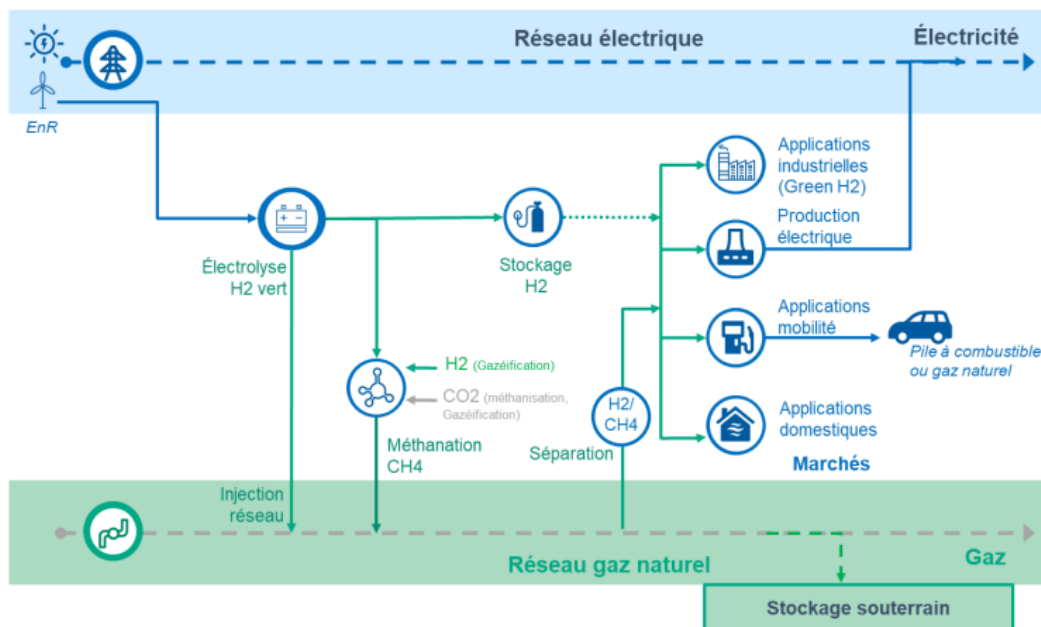 Réseau électrique
Électricité
EnR
Applications
industrielles
(Green H2)
Production
électrique
Électrolyse
H2 vert
Stockage
H2
Applications
mobilité
Pile à combustible
ou gaz naturel
H2 (Gazéification)
CO2 (méthanisation,
Gazéification)
H2/
CH4
Méthanation
CH4
Séparation
Applications
domestiques
Marchés
Injection
réseau
Réseau gaz naturel
Gaz
Stockage souterrain